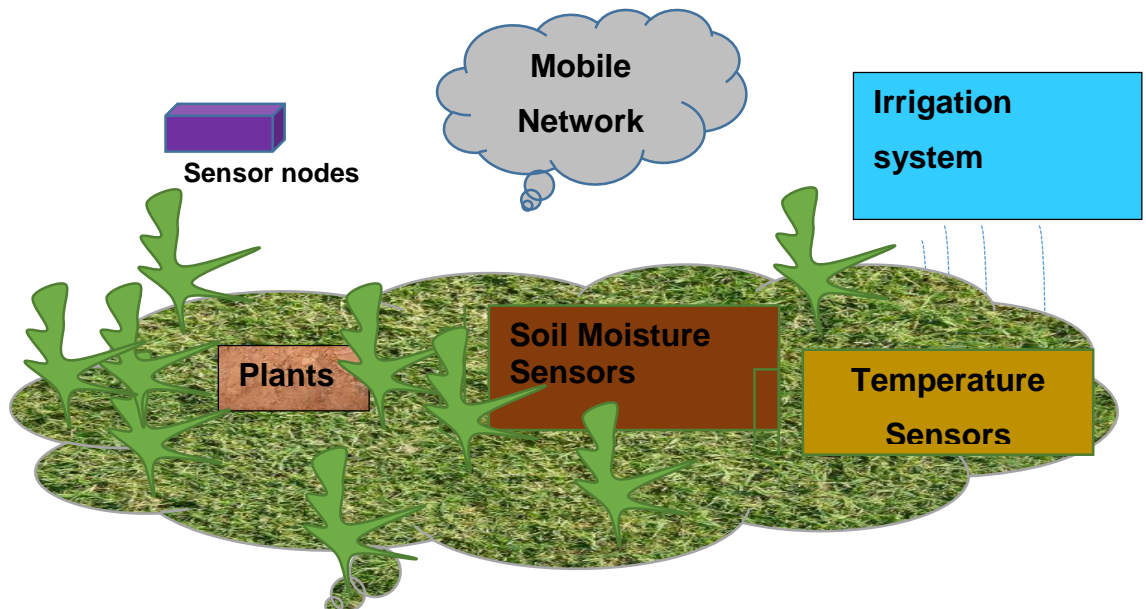 Mobile
Network
Irrigation
system
Sensor nodes
Soil Moisture
Sensors
Plants
Temperature
Sensors